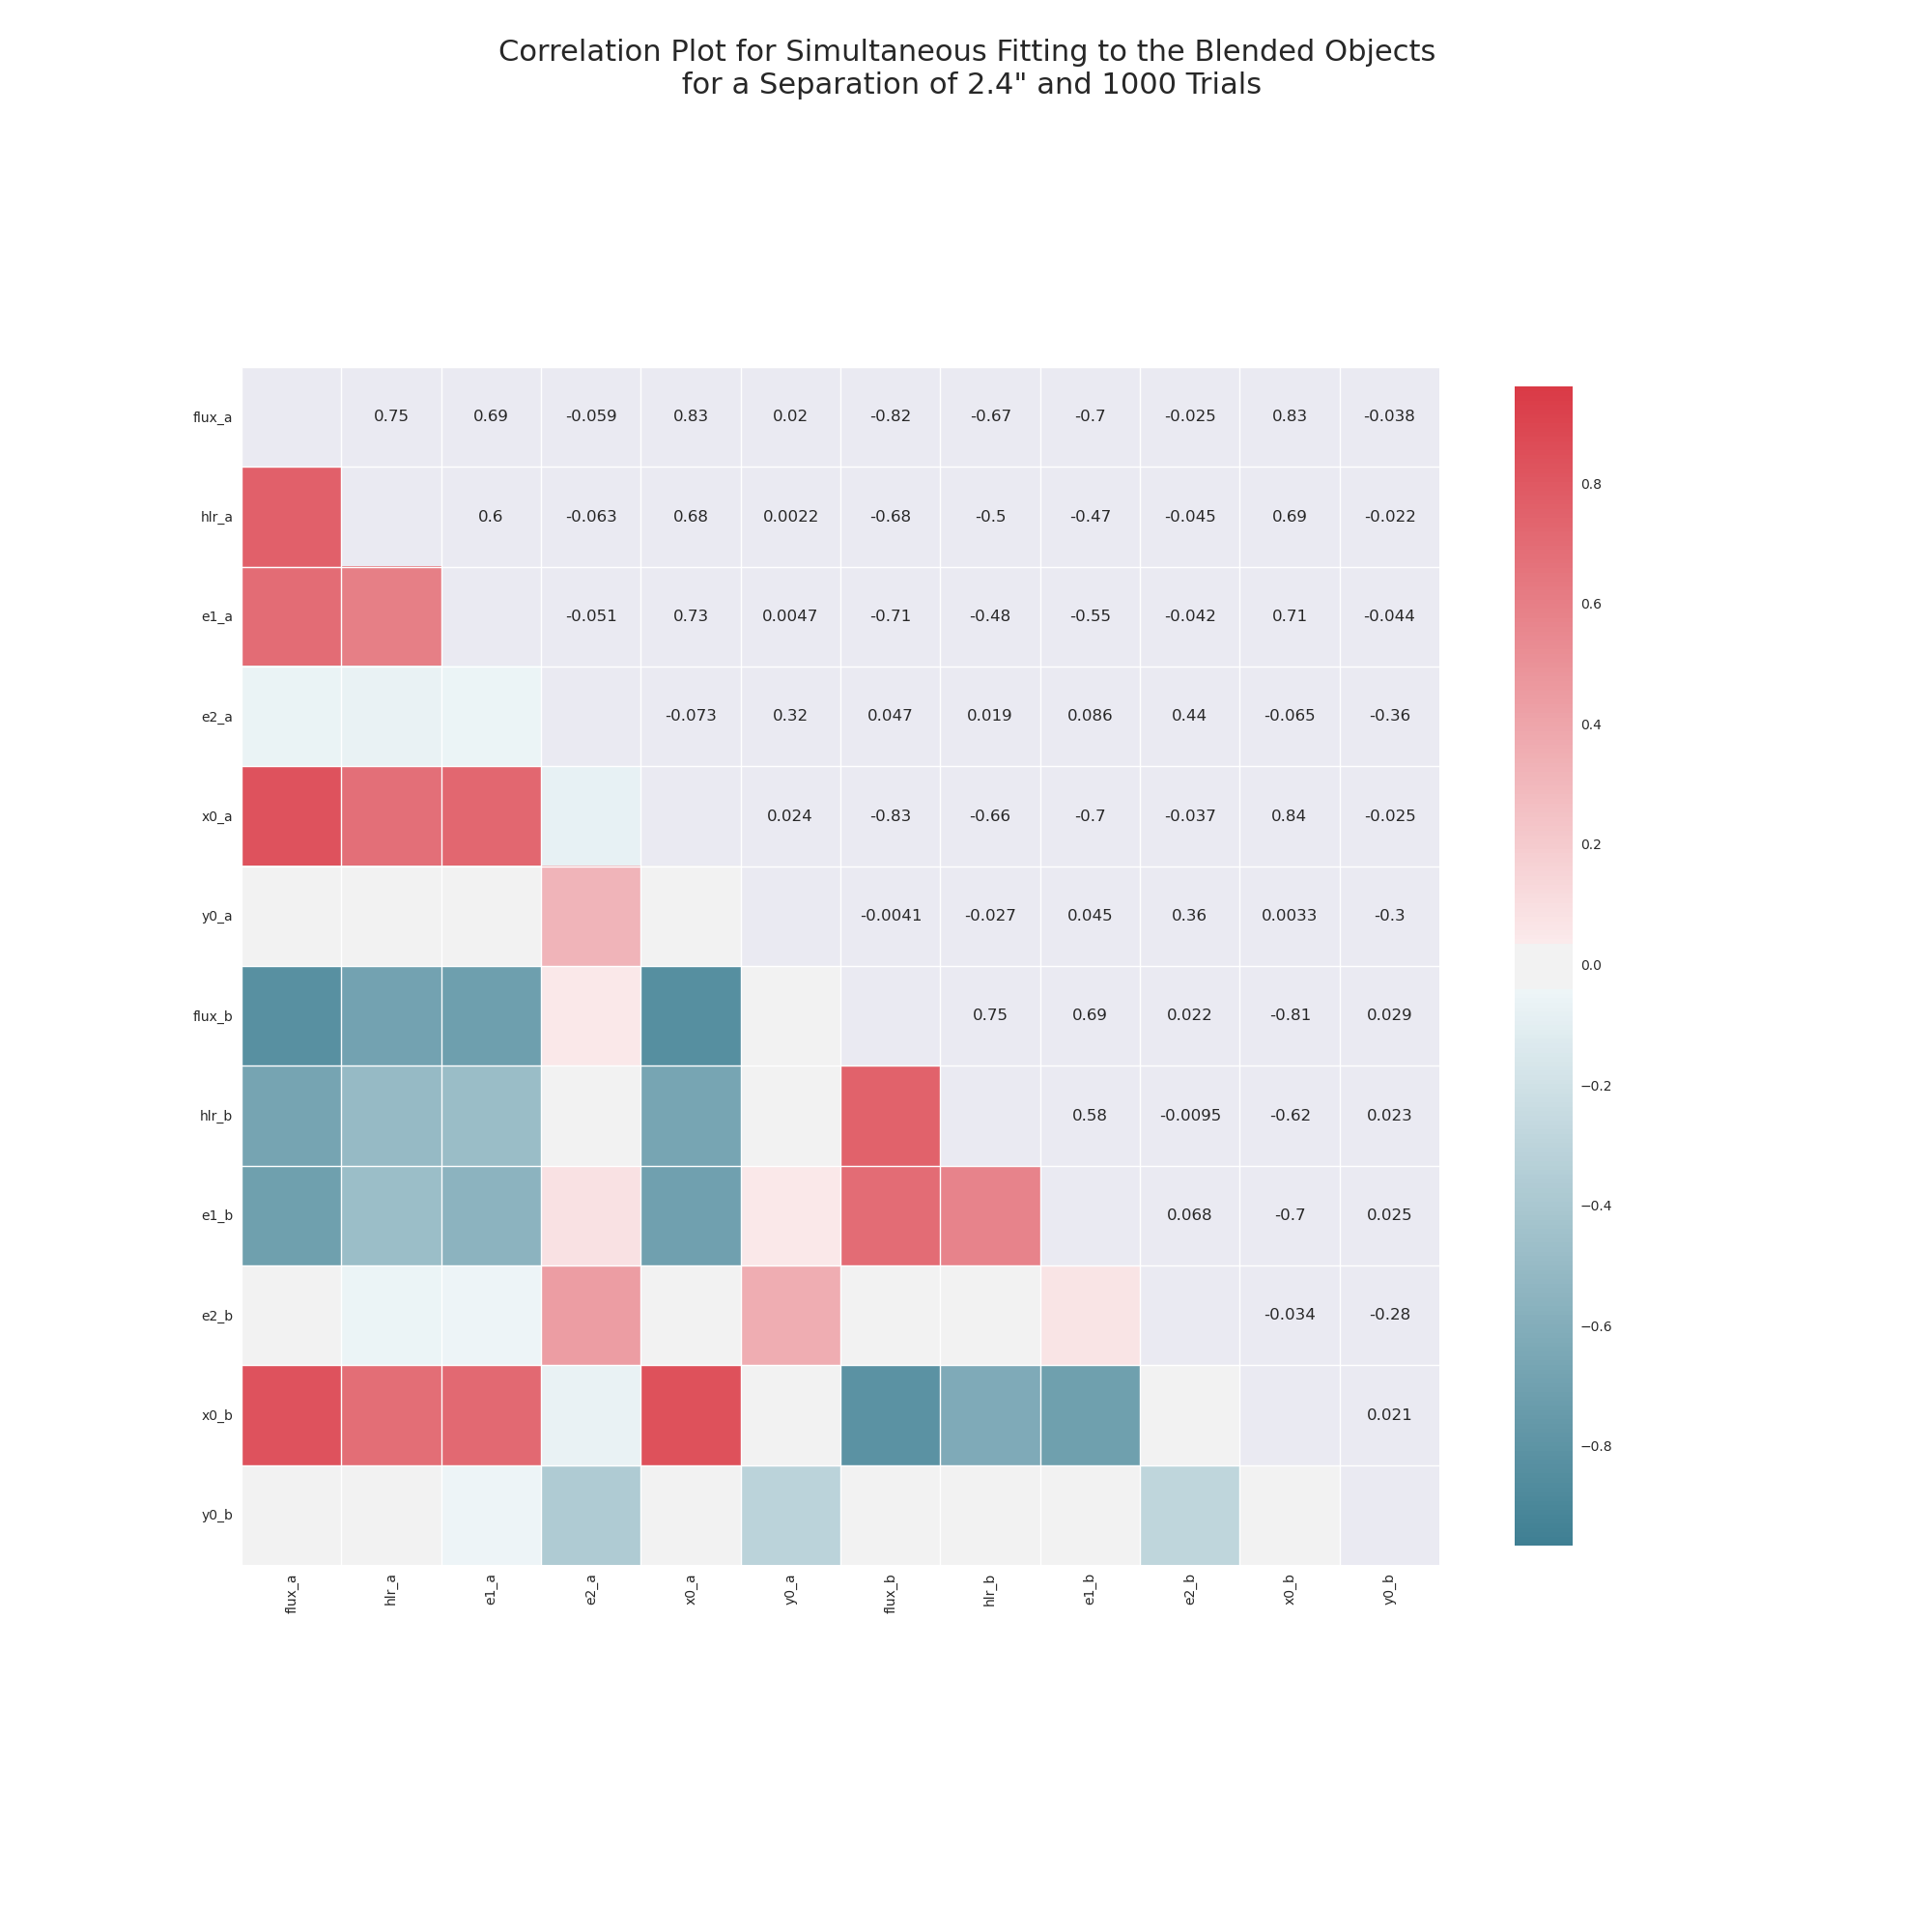 Correlation Plot for Simultaneous Fitting to the Blended Objects
for a Separation of 2.4" and 1000 Trials
flux_a 0.75 0.69 -0.059 0.83 0.02 -0.82 -0.67 -0.7 -0.025 0.83 -0.038
hlr_a 0.6 -0.063 0.68 0.0022 -0.68 -0.5 -0.47 -0.045 0.69 -0.022
e1_a -0.051 0.73 0.0047 -0.71 -0.48 -0.55 -0.042 0.71 -0.044
e2_a -0.073 0.32 0.047 0.019 0.086 0.44 -0.065 -0.36
x0_a 0.024 -0.83 -0.66 -0.7 -0.037 0.84 -0.025
y0_a -0.0041 -0.027 0.045 0.36 0.0033 -0.3
flux_b 0.75 0.69 0.022 -0.81 0.029
hlr_b 0.58 -0.0095 -0.62 0.023
e1_b 0.068 -0.7 0.025
e2_b -0.034 -0.28
x0_b 0.021
y0_b
flux_a hlr_a e1_a e2_a x0_a y0_a flux_b hlr_b e1_b e2_b x0_b y0_b
0.8
0.6
0.4
0.2
0.0
−0.2
−0.4
−0.6
−0.8